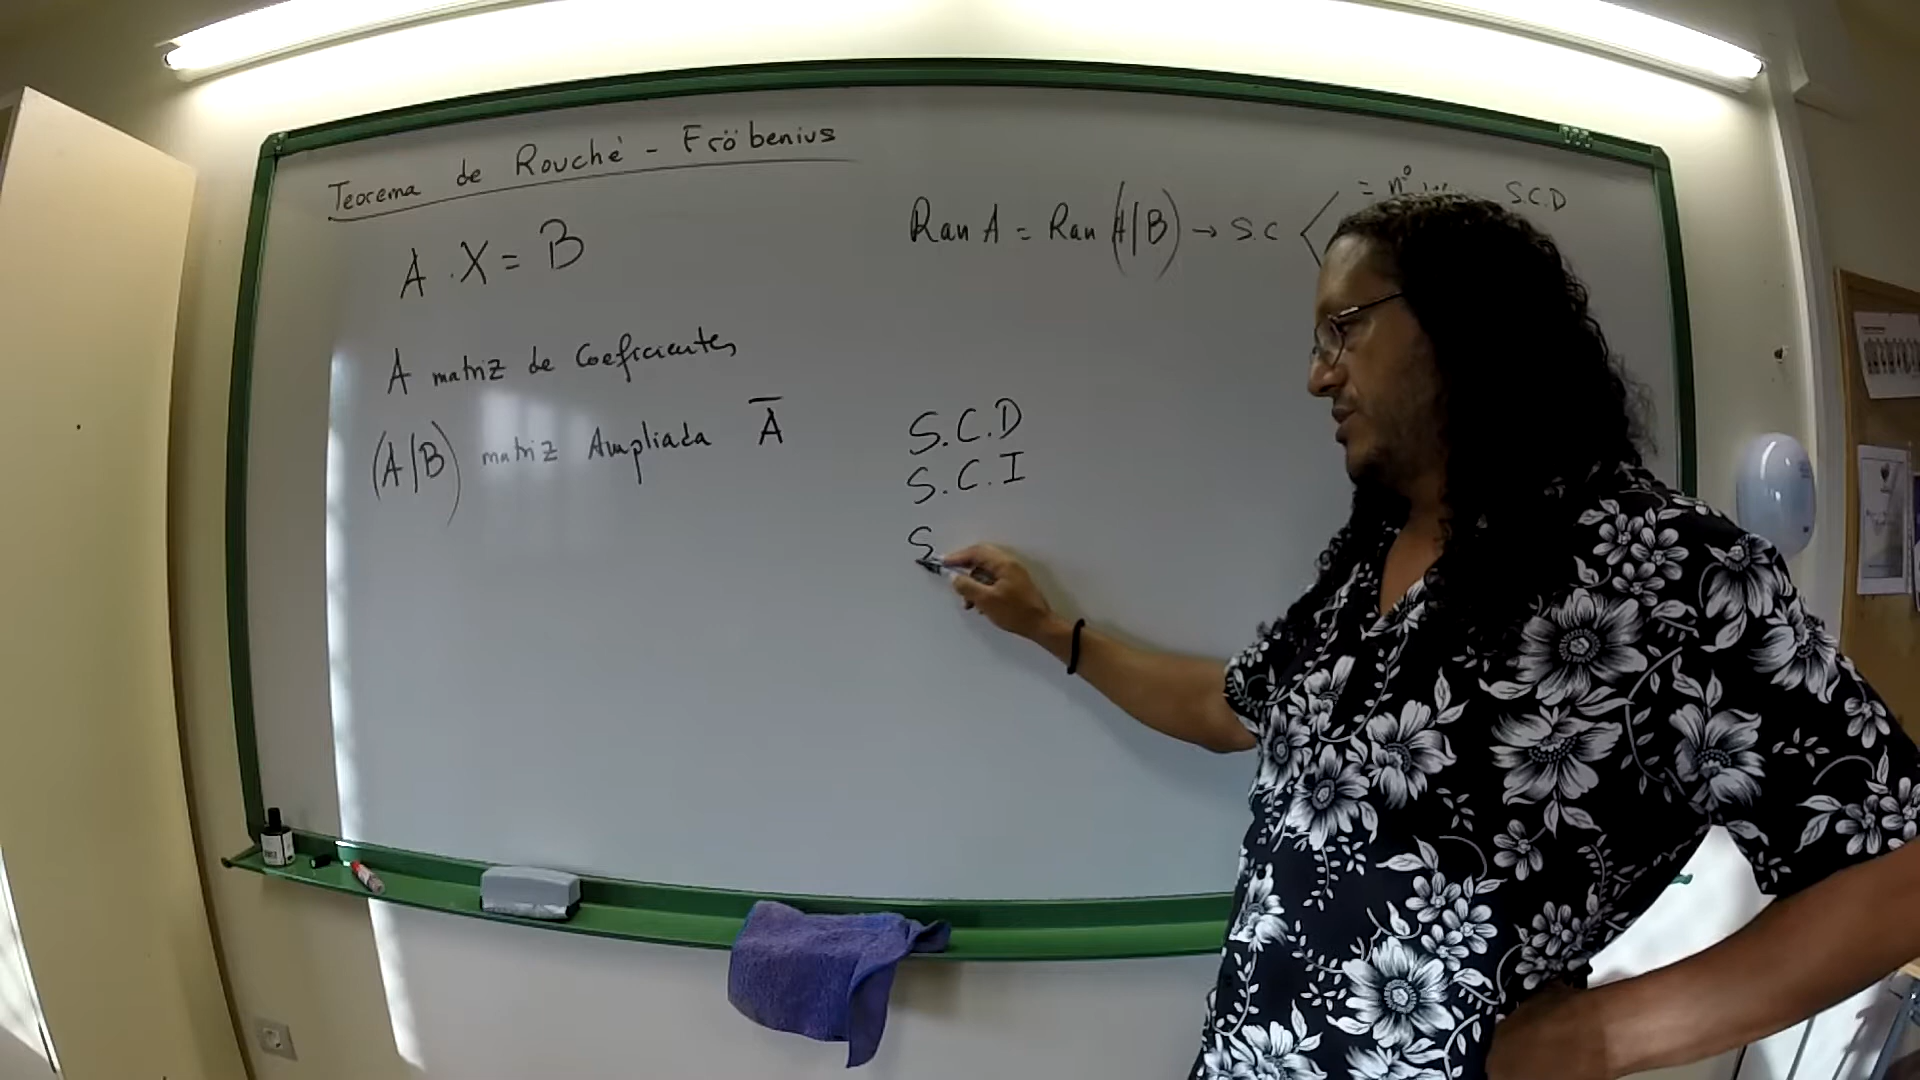 Teorema de Rouché - Fröbenius
A . X = B
A matriz de Coeficientes
(A|B) matriz Ampliada A̅
Ran A = Ran (A|B) → S.C
= nº
S.C.D
S.C.D
S.C.I
S